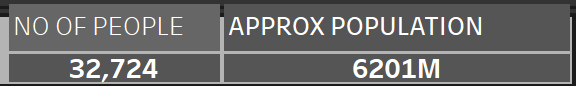 NO OF PEOPLE APPROX POPULATION
32,724 6201M